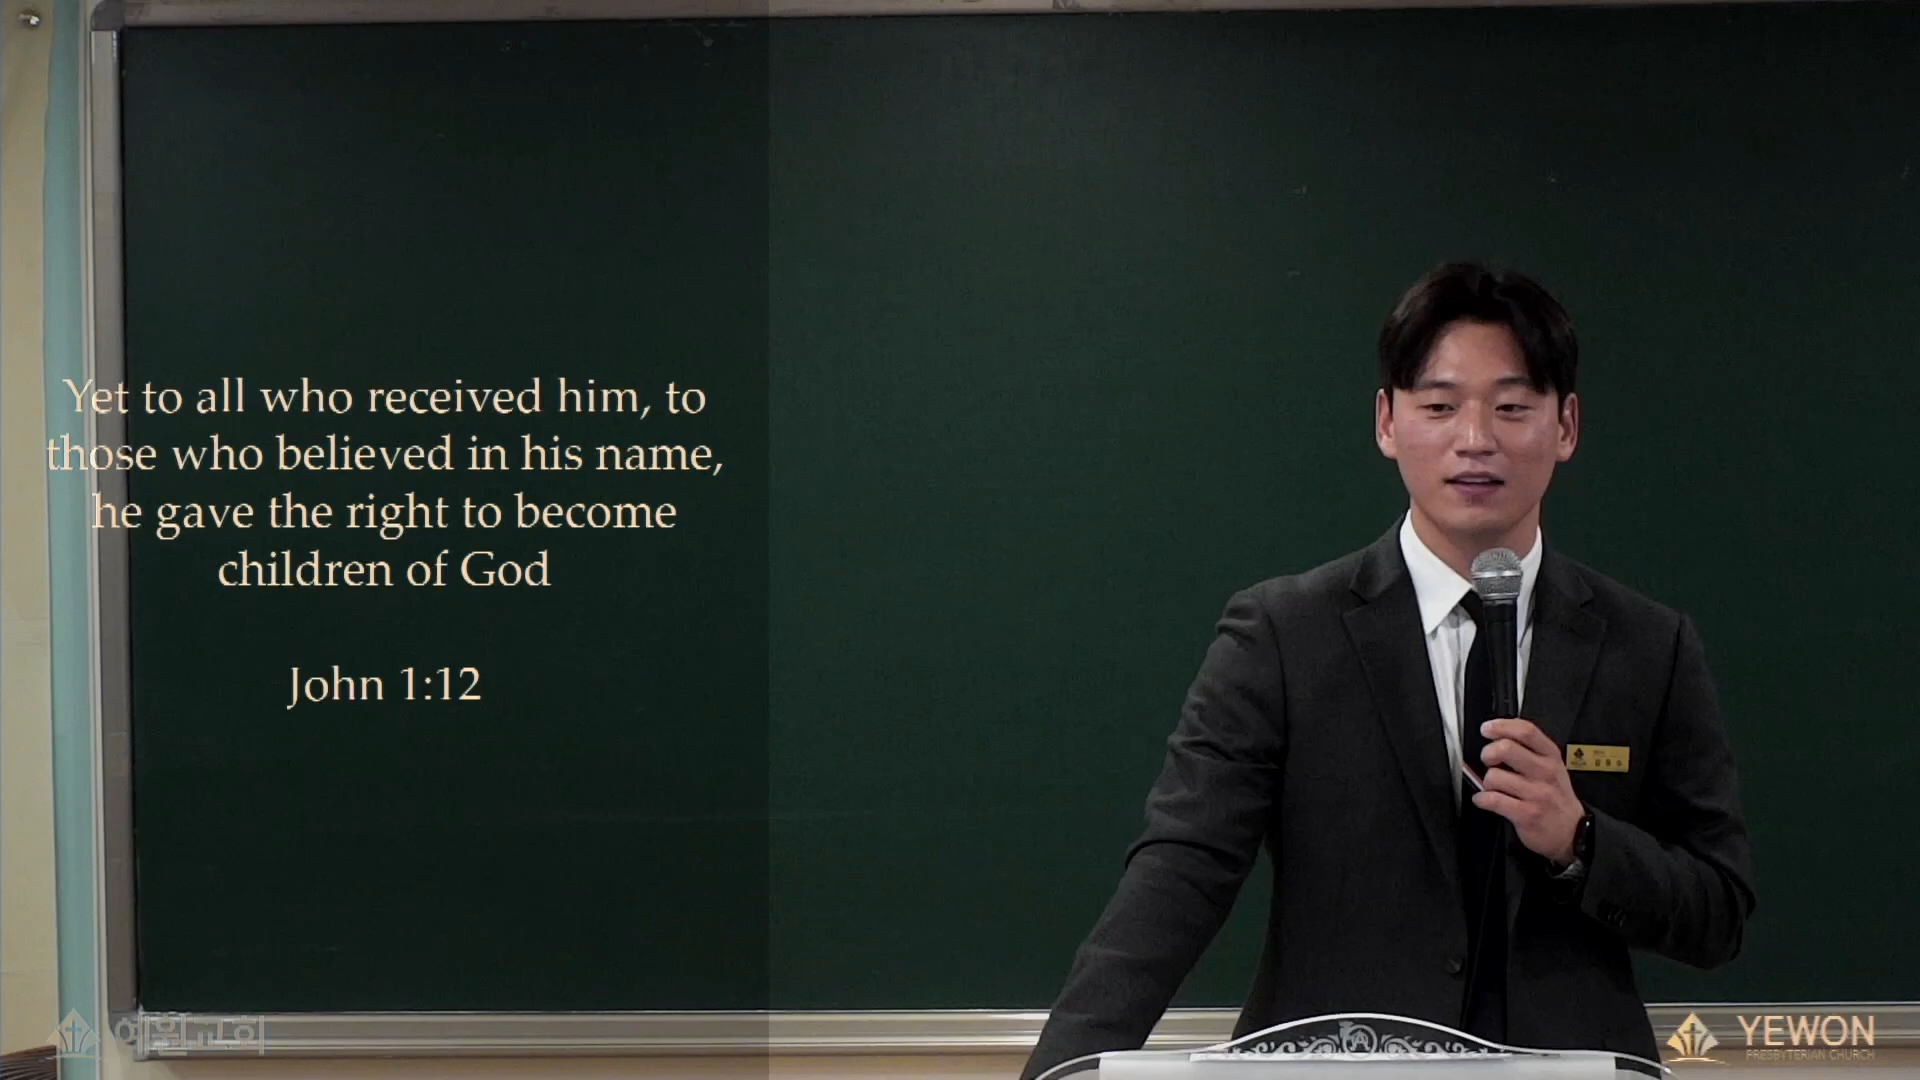 Yet to all who received him, to
those who believed in his name,
he gave the right to become
children of God
John 1:12
예원교회
YEWON
PRESBYTERIAN CHURCH